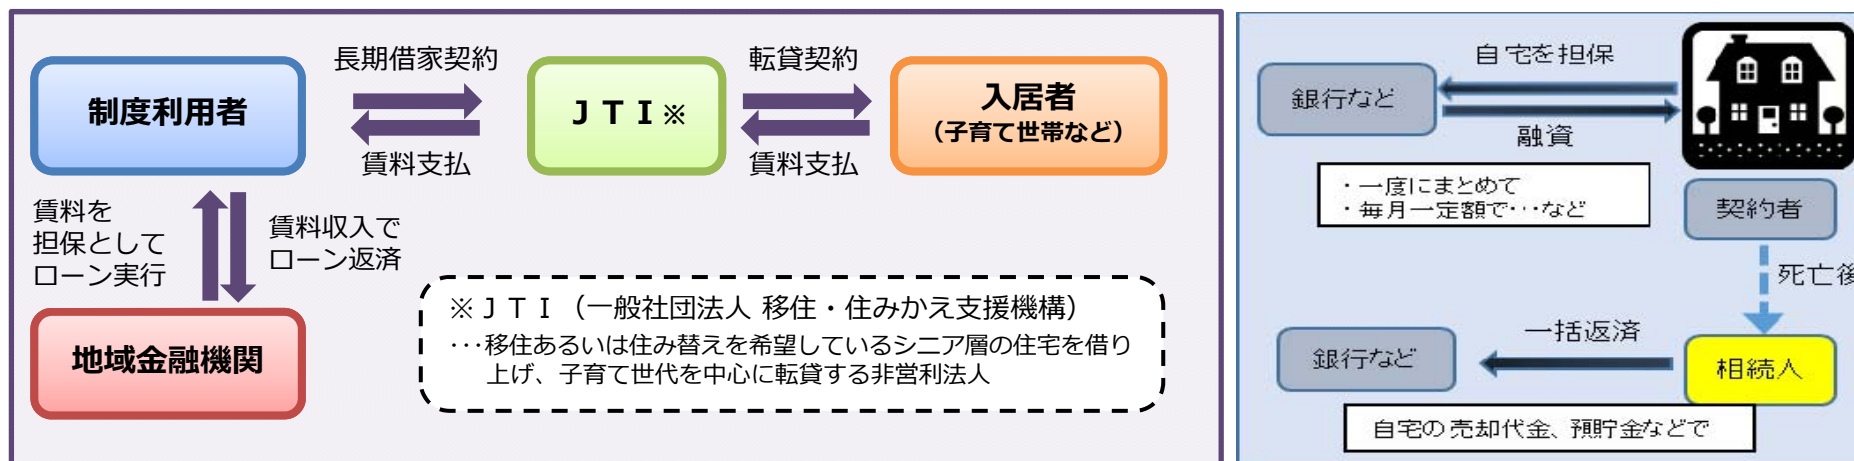 長期借家契約
転貸契約
制度利用者
ＪＴＩ※
入居者
（子育て世帯など）
賃料支払
賃料支払
賃料を
担保として
ローン実行
賃料収入で
ローン返済
地域金融機関
※ＪＴＩ（一般社団法人 移住・住みかえ支援機構）
･･･移住あるいは住み替えを希望しているシニア層の住宅を借り
上げ、子育て世代を中心に転貸する非営利法人
自宅を担保
銀行など
融資
・一度にまとめて
・毎月一定額で･･･など
契約者
死亡後
一括返済
銀行など
相続人
自宅の売却代金、預貯金などで